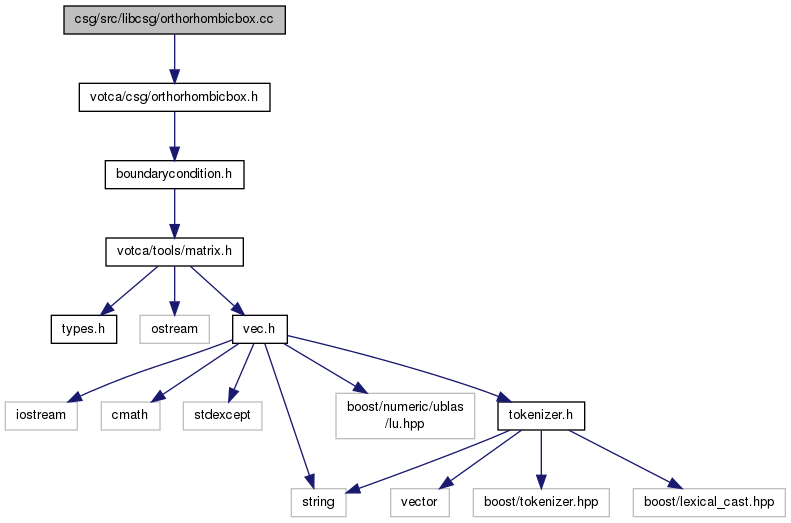 csg/src/libcsg/orthorhombicbox.cc
votca/csg/orthorhombicbox.h
boundarycondition.h
votca/tools/matrix.h
types.h
ostream
vec.h
iostream
cmath
stdexcept
boost/numeric/ublas
/lu.hpp
tokenizer.h
string
vector
boost/tokenizer.hpp
boost/lexical_cast.hpp